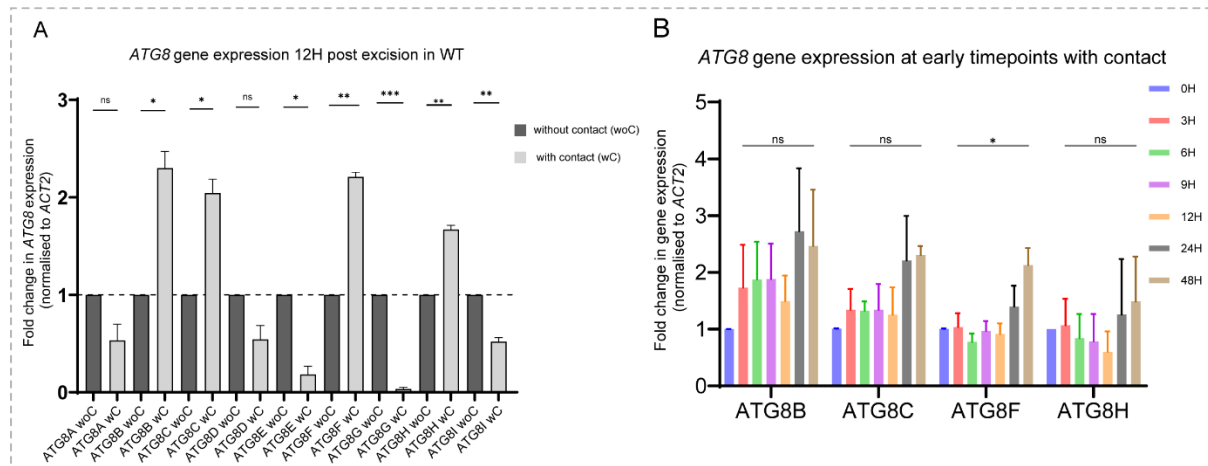 A
ATG8 gene expression 12H post excision in WT
3
2
1
0
Fold change in ATG8 expression
(normalised to ACT2)
ns
*
*
ns
*
**
***
**
**
without contact (woC)
with contact (wC)
ATG8A woC
ATG8A wC
ATG8B woC
ATG8B wC
ATG8C woC
ATG8C wC
ATG8D woC
ATG8D wC
ATG8E woC
ATG8E wC
ATG8F woC
ATG8F wC
ATG8G woC
ATG8G wC
ATG8H woC
ATG8H wC
ATG8I woC
ATG8I wC
B
ATG8 gene expression at early timepoints with contact
5
4
3
2
1
0
Fold change in gene expression
(normalised to ACT2)
ns
ns
*
ns
0H
3H
6H
9H
12H
24H
48H
ATG8B
ATG8C
ATG8F
ATG8H